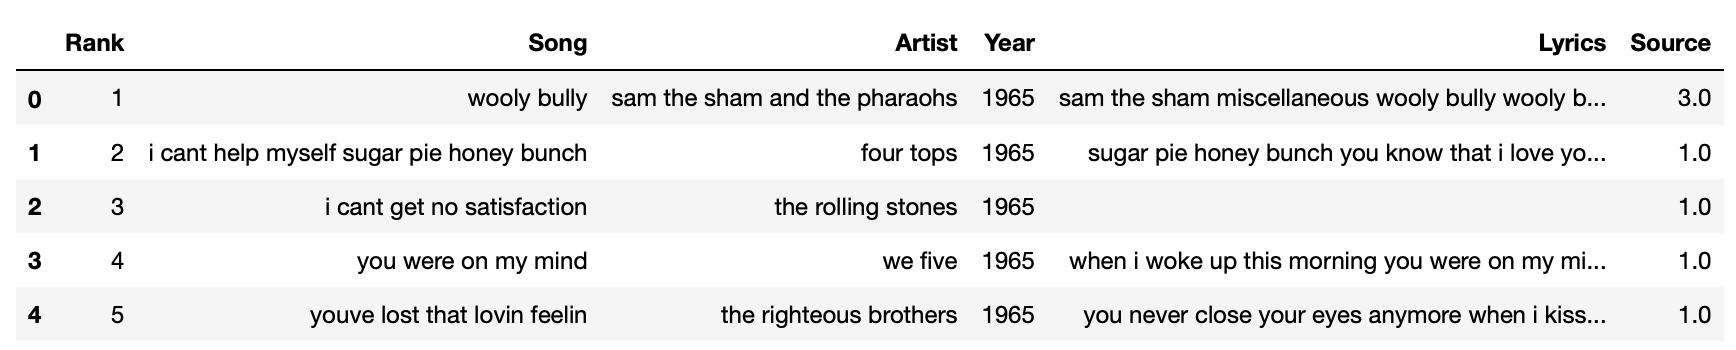 Rank Song Artist Year Lyrics Source
0 1 wooly bully sam the sham and the pharaohs 1965 sam the sham miscellaneous wooly bully wooly b... 3.0
1 2 i cant help myself sugar pie honey bunch four tops 1965 sugar pie honey bunch you know that i love yo... 1.0
2 3 i cant get no satisfaction the rolling stones 1965 1.0
3 4 you were on my mind we five 1965 when i woke up this morning you were on my mi... 1.0
4 5 youve lost that lovin feelin the righteous brothers 1965 you never close your eyes anymore when i kiss... 1.0